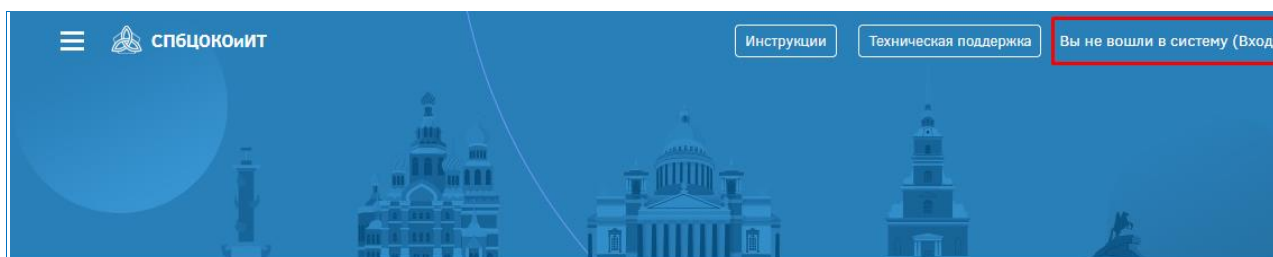 СПбЦОКОиИТ
Инструкции
Техническая поддержка
Вы не вошли в систему (Вход